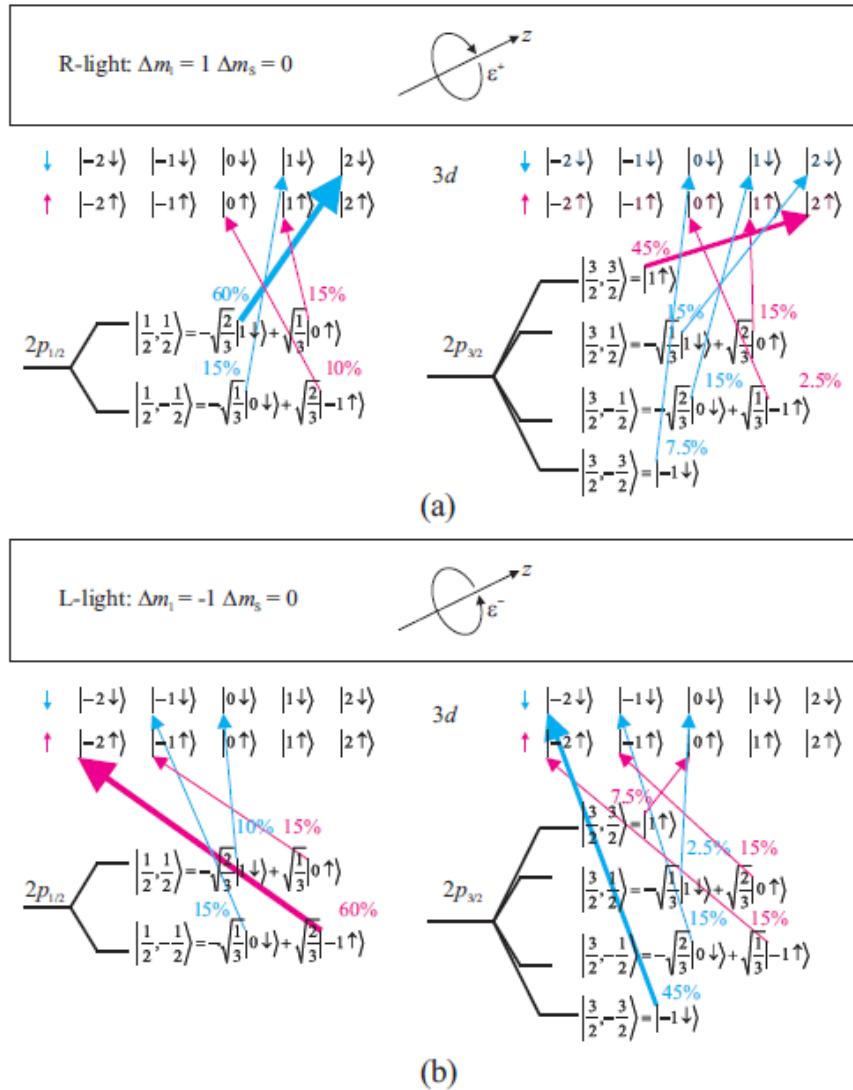 R-light: Δm₁ = 1 Δmₛ = 0
z
ε⁺
↓ |−2↓⟩ |−1↓⟩ |0↓⟩ |1↓⟩ |2↓⟩
↑ |−2↑⟩ |−1↑⟩ |0↑⟩ |1↑⟩ |2↑⟩
60% 15%
2p₁/₂
|1/2,1/2⟩=-√(2/3)|1↓⟩+√(1/3)|0↑⟩
15% 10%
|1/2,-1/2⟩=-√(1/3)|0↓⟩+√(2/3)|−1↑⟩
3d
↓ |−2↓⟩ |−1↓⟩ |0↓⟩ |1↓⟩ |2↓⟩
↑ |−2↑⟩ |−1↑⟩ |0↑⟩ |1↑⟩ |2↑⟩
45%
|3/2,3/2⟩=|1↑⟩
15% 15%
2p₃/₂
|3/2,1/2⟩=-√(1/3)|1↓⟩+√(2/3)|0↑⟩
15% 2.5%
|3/2,-1/2⟩=-√(2/3)|0↓⟩+√(1/3)|−1↑⟩
7.5%
|3/2,-3/2⟩=|−1↓⟩
(a)
L-light: Δm₁ = -1 Δmₛ = 0
z
ε⁻
↓ |−2↓⟩ |−1↓⟩ |0↓⟩ |1↓⟩ |2↓⟩
↑ |−2↑⟩ |−1↑⟩ |0↑⟩ |1↑⟩ |2↑⟩
10% 15%
2p₁/₂
|1/2,1/2⟩=-√(2/3)|1↓⟩+√(1/3)|0↑⟩
15% 60%
|1/2,-1/2⟩=-√(1/3)|0↓⟩+√(2/3)|−1↑⟩
3d
↓ |−2↓⟩ |−1↓⟩ |0↓⟩ |1↓⟩ |2↓⟩
↑ |−2↑⟩ |−1↑⟩ |0↑⟩ |1↑⟩ |2↑⟩
7.5%
|3/2,3/2⟩=|1↑⟩
2.5% 15%
2p₃/₂
|3/2,1/2⟩=-√(1/3)|1↓⟩+√(2/3)|0↑⟩
15% 15%
|3/2,-1/2⟩=-√(2/3)|0↓⟩+√(1/3)|−1↑⟩
45%
|3/2,-3/2⟩=|−1↓⟩
(b)